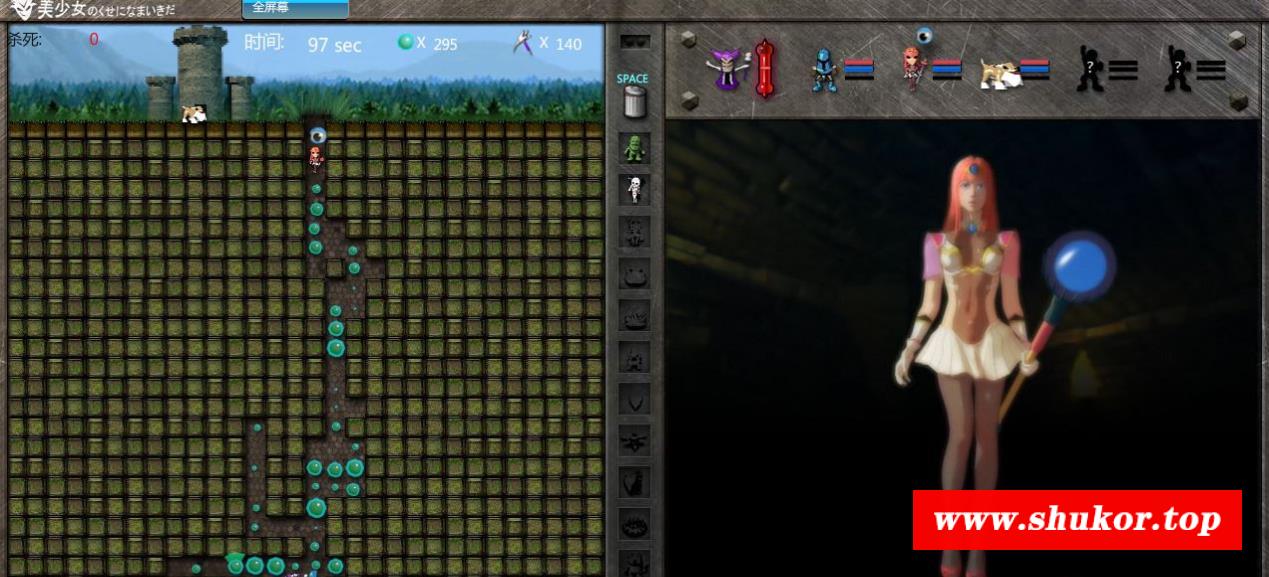 美少女のくせになまいきだ
全屏幕
杀死: 0
时间: 97 sec
X 295
X 140
SPACE
?
?
www.shukor.top